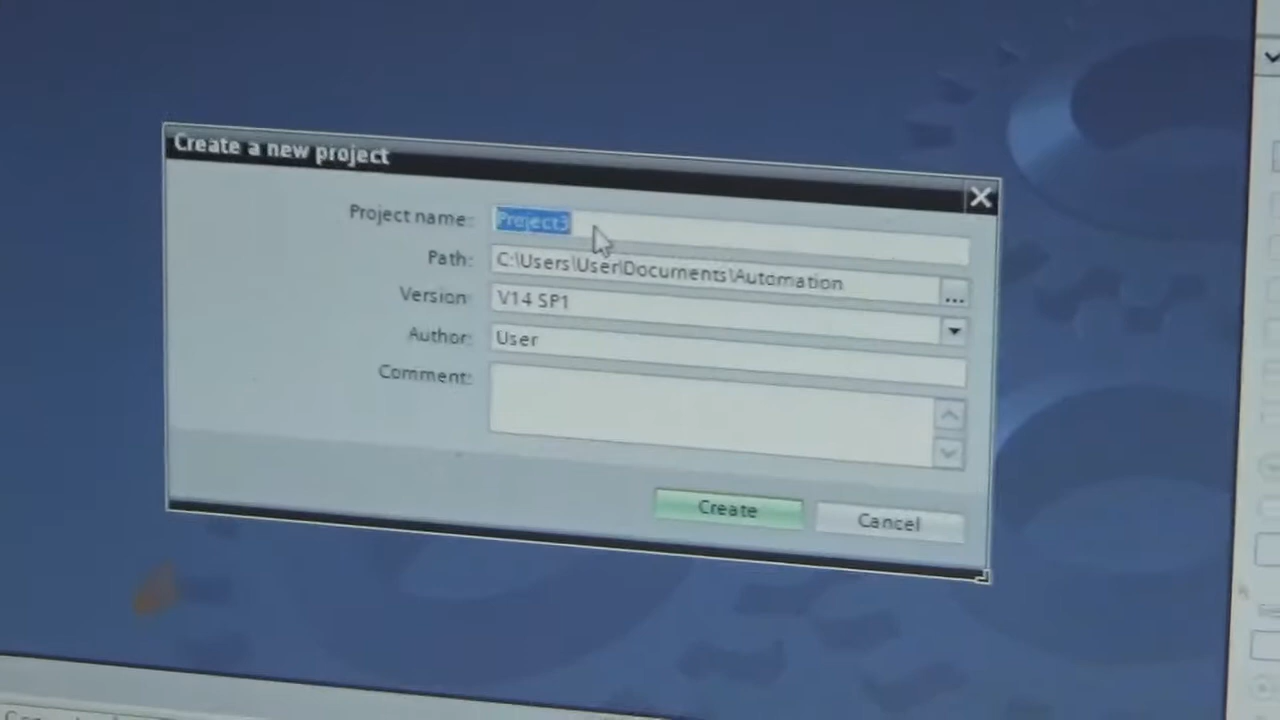 Create a new project
Project name: Project3
Path: C:\Users\User\Documents\Automation
...
Version: V14 SP1
Author: User
Comment:
Create
Cancel